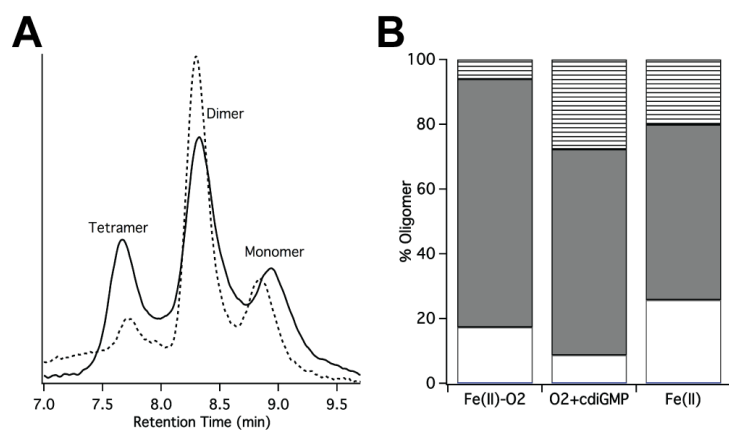 A
Tetramer
Dimer
Monomer
7.0 7.5 8.0 8.5 9.0 9.5
Retention Time (min)
B
100
80
60
40
20
0
% Oligomer
Fe(II)-O2 O2+cdiGMP Fe(II)